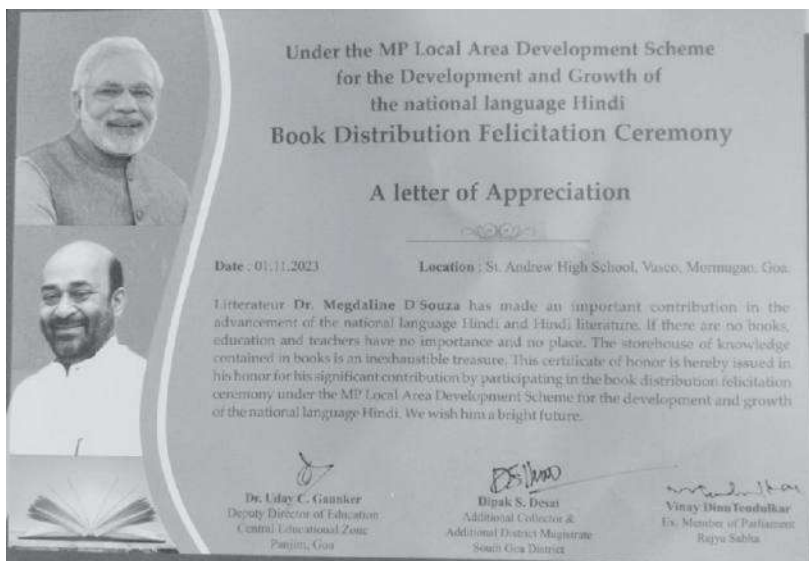 Under the MP Local Area Development Scheme
for the Development and Growth of
the national language Hindi
Book Distribution Felicitation Ceremony
A letter of Appreciation
Date : 01.11.2023 Location : St. Andrew High School, Vasco, Mormugao, Goa.
Litterateur Dr. Megdaline D Souza has made an important contribution in the
advancement of the national language Hindi and Hindi literature. If there are no books,
education and teachers have no importance and no place. The storehouse of knowledge
contained in books is an inexhaustible treasure. This certificate of honor is hereby issued in
his honor for his significant contribution by participating in the book distribution felicitation
ceremony under the MP Local Area Development Scheme for the development and growth
of the national language Hindi. We wish him a bright future.
Dr. Uday C. Gaunker
Deputy Director of Education
Central Educational Zone
Panjim, Goa
Dipak S. Desai
Additional Collector &
Additional District Magistrate
South Goa District
Vinay Dinu Tendulkar
Ex. Member of Parliament
Rajya Sabha